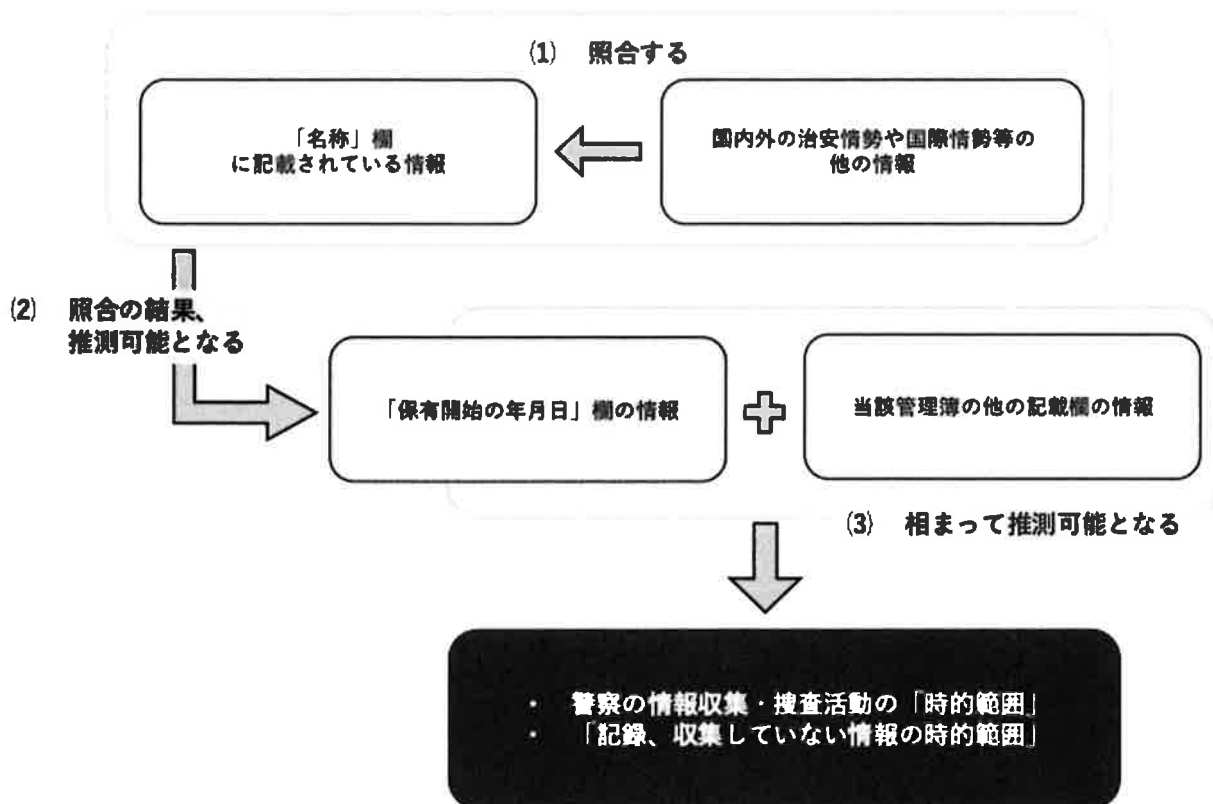 (1) 照合する
「名称」欄
に記載されている情報
国内外の治安情勢や国際情勢等の
他の情報
(2) 照合の結果、
推測可能となる
「保有開始の年月日」欄の情報
当該管理簿の他の記載欄の情報
(3) 相まって推測可能となる
・ 警察の情報収集・捜査活動の「時的範囲」
・ 「記録、収集していない情報の時的範囲」